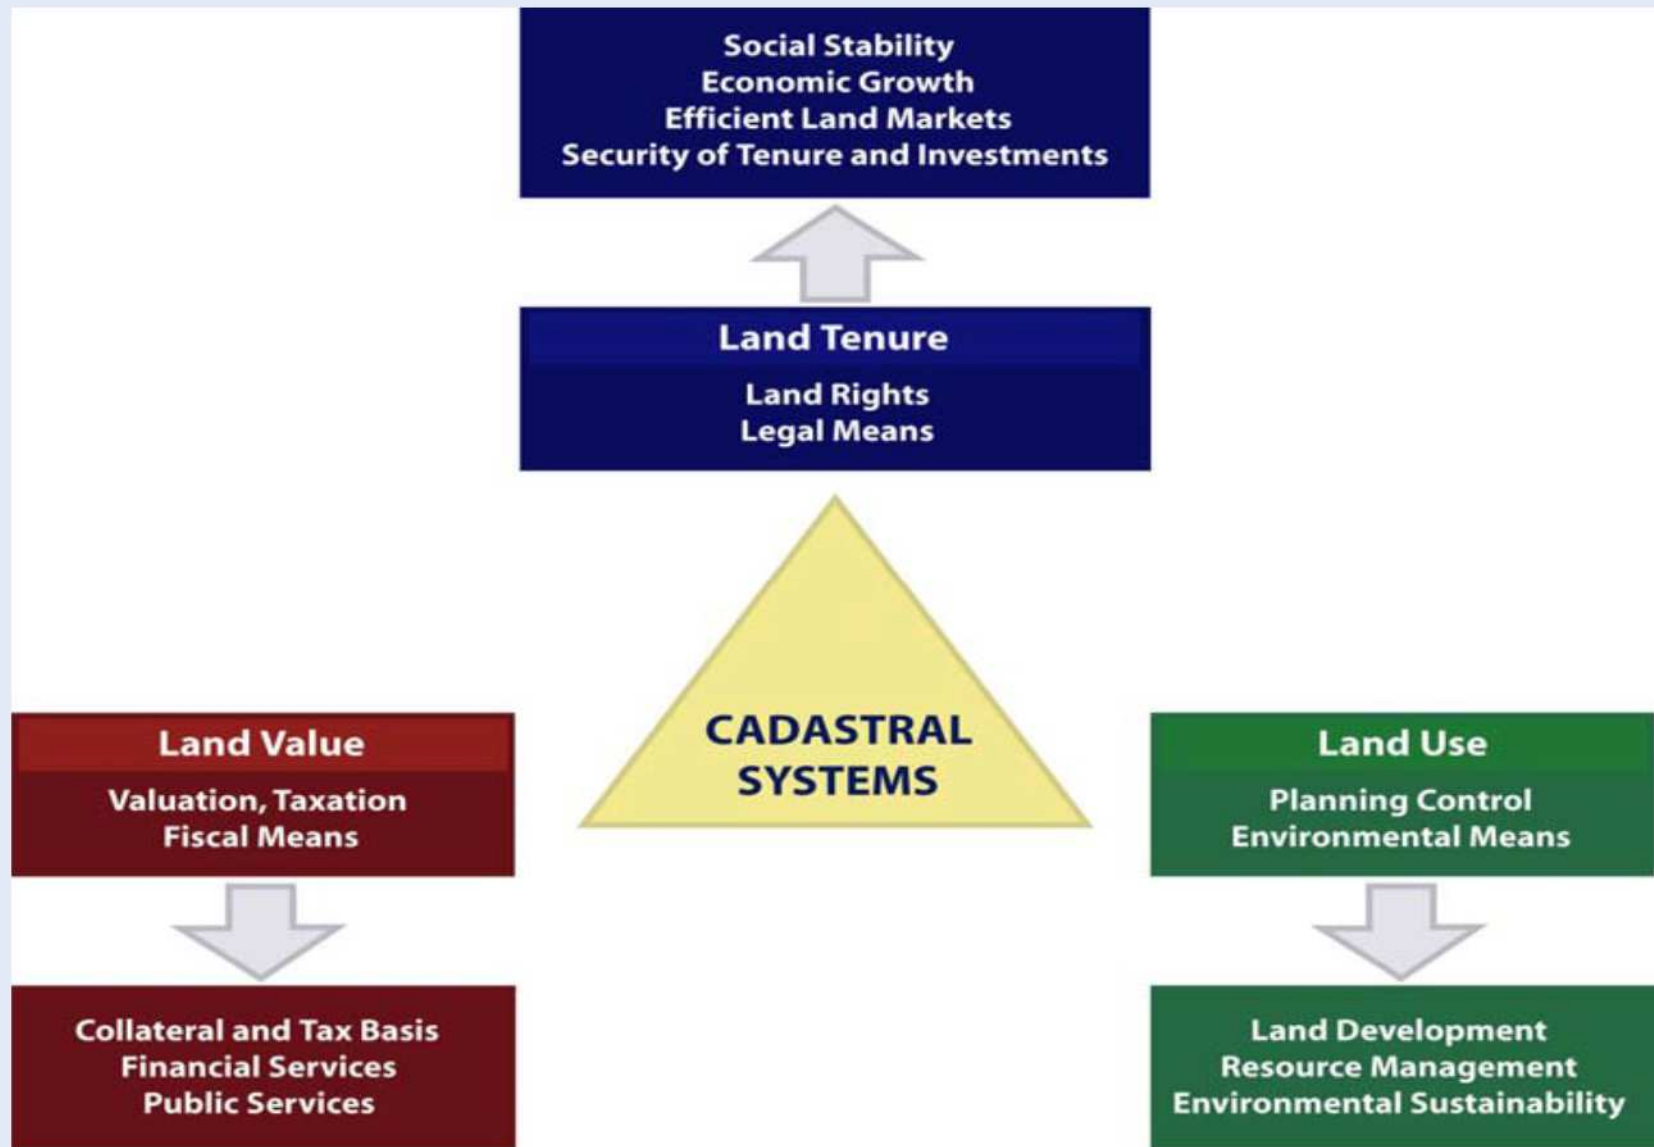 Social Stability
Economic Growth
Efficient Land Markets
Security of Tenure and Investments
Land Tenure
Land Rights
Legal Means
CADASTRAL
SYSTEMS
Land Value
Valuation, Taxation
Fiscal Means
Land Use
Planning Control
Environmental Means
Collateral and Tax Basis
Financial Services
Public Services
Land Development
Resource Management
Environmental Sustainability